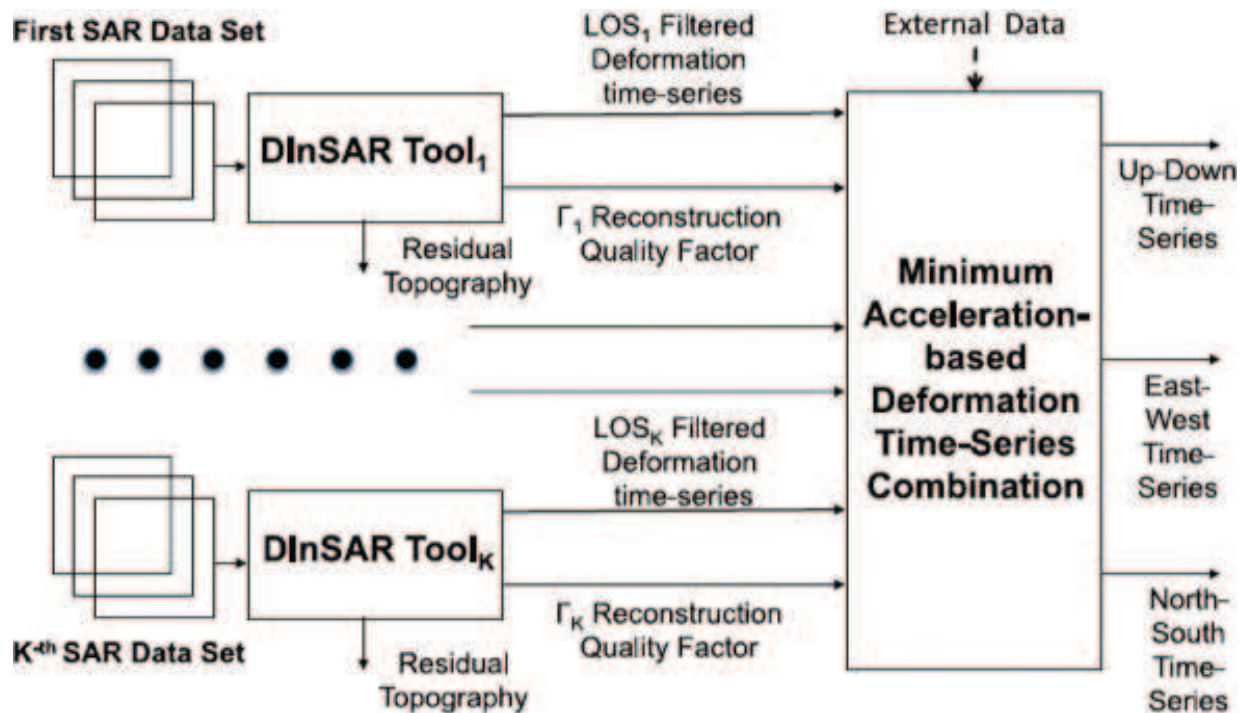 First SAR Data Set
DInSAR Tool₁
Residual
Topography
LOS₁ Filtered
Deformation
time-series
Γ₁ Reconstruction
Quality Factor
External Data
Minimum
Acceleration-
based
Deformation
Time-Series
Combination
Up-Down
Time-
Series
East-
West
Time-
Series
North-
South
Time-
Series
LOSₖ Filtered
Deformation
time-series
DInSAR Toolₖ
Γₖ Reconstruction
Quality Factor
K-th SAR Data Set
Residual
Topography